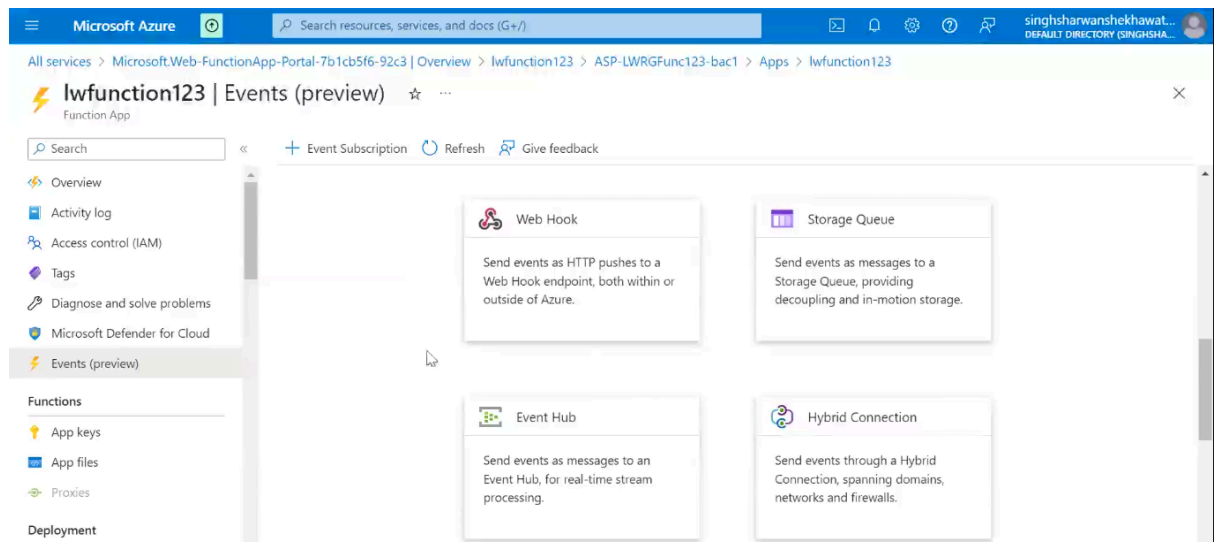 Microsoft Azure
Search resources, services, and docs (G+/)
singhsharwanshekhawat...
DEFAULT DIRECTORY (SINGHSHA...
All services > Microsoft.Web-FunctionApp-Portal-7b1cb5f6-92c3 | Overview > lwfunction123 > ASP-LWRGFunc123-bac1 > Apps > lwfunction123
lwfunction123 | Events (preview)
Function App
Search
Event Subscription
Refresh
Give feedback
Overview
Activity log
Access control (IAM)
Tags
Diagnose and solve problems
Microsoft Defender for Cloud
Events (preview)
Functions
App keys
App files
Proxies
Deployment
Web Hook
Send events as HTTP pushes to a
Web Hook endpoint, both within or
outside of Azure.
Storage Queue
Send events as messages to a
Storage Queue, providing
decoupling and in-motion storage.
Event Hub
Send events as messages to an
Event Hub, for real-time stream
processing.
Hybrid Connection
Send events through a Hybrid
Connection, spanning domains,
networks and firewalls.